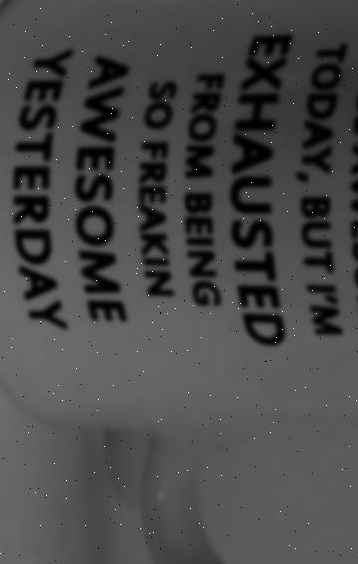 TODAY, BUT I'M
EXHAUSTED
FROM BEING
SO FREAKIN
AWESOME
YESTERDAY